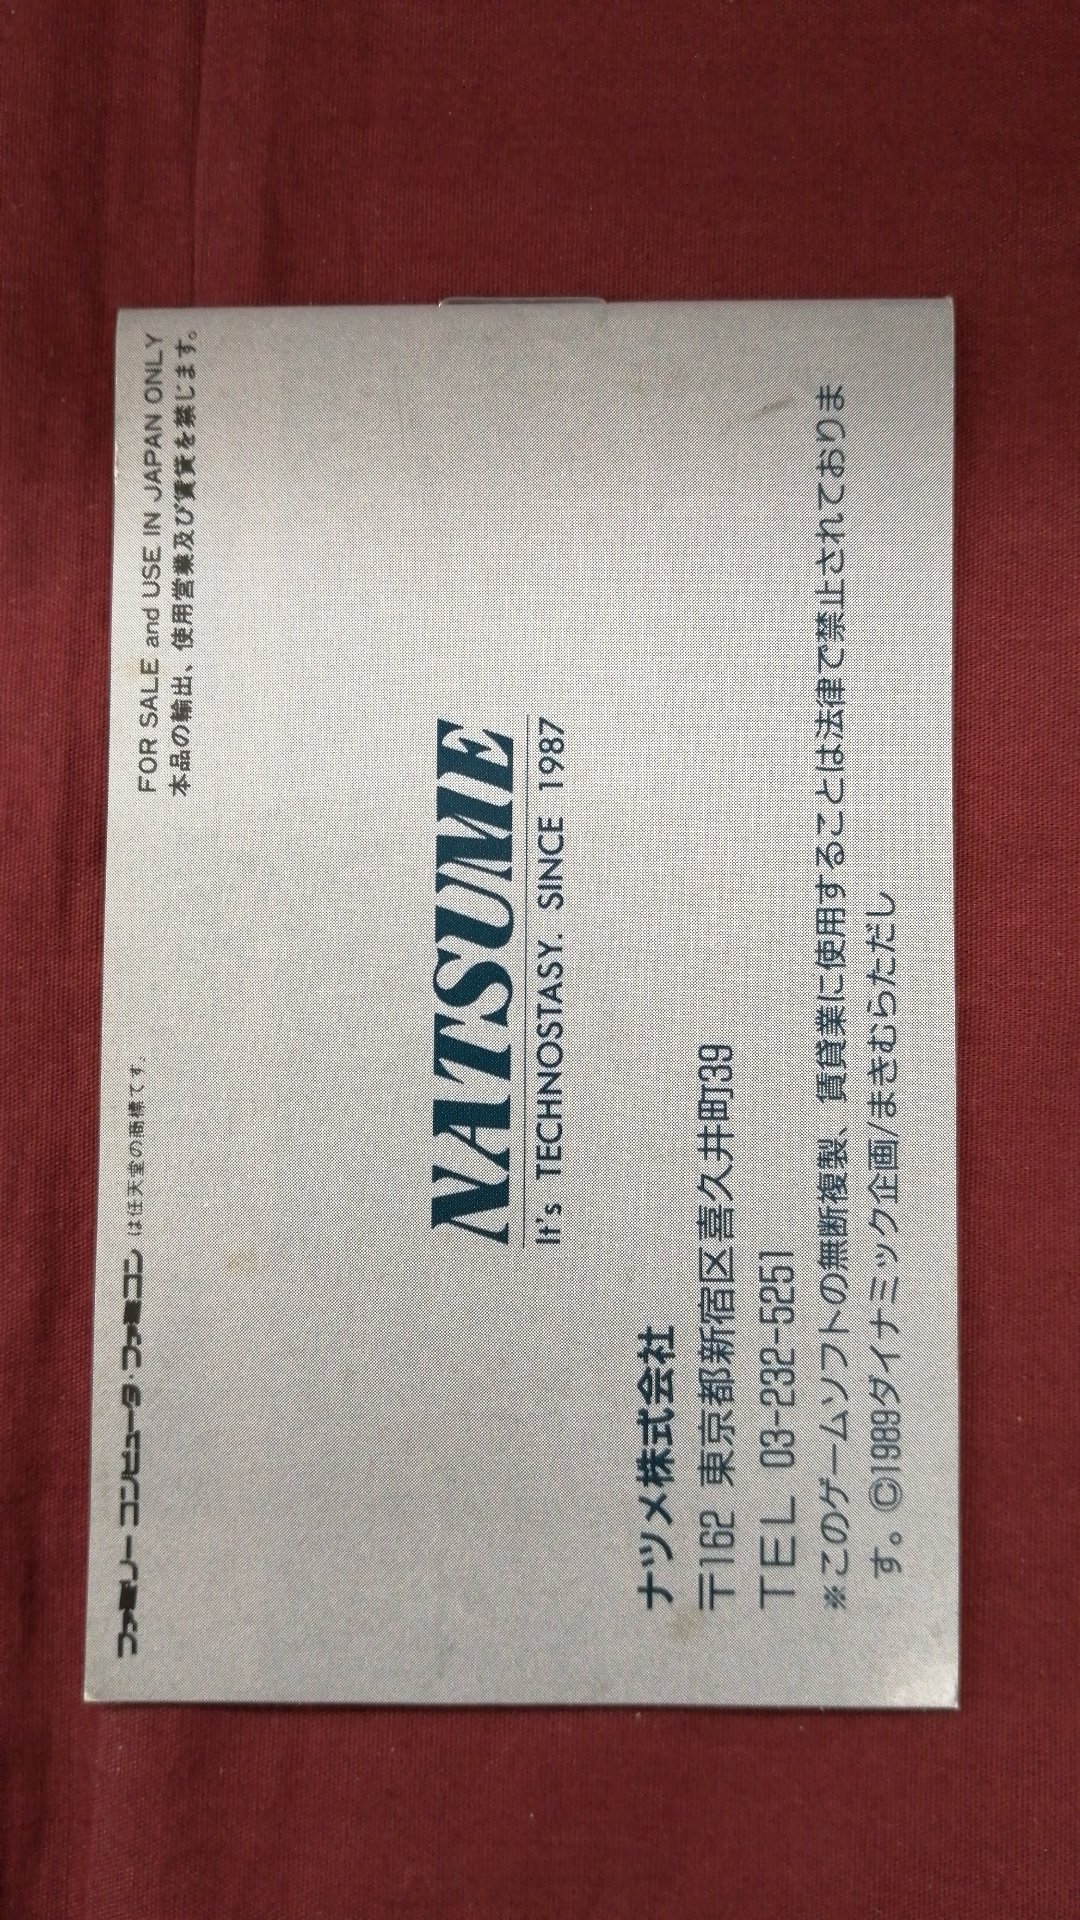 ファミリーコンピュータ・ファミコン は任天堂の商標です。
FOR SALE and USE IN JAPAN ONLY
本品の輸出、使用営業及び賃貸を禁じます。
NATSUME
It's TECHNOSTASY. SINCE 1987
ナツメ株式会社
〒162 東京都新宿区喜久井町39
TEL 03-232-5251
※このゲームソフトの無断複製、賃貸業に使用することは法律で禁止されておりま
す。©1989ダイナミック企画/まきむらただし